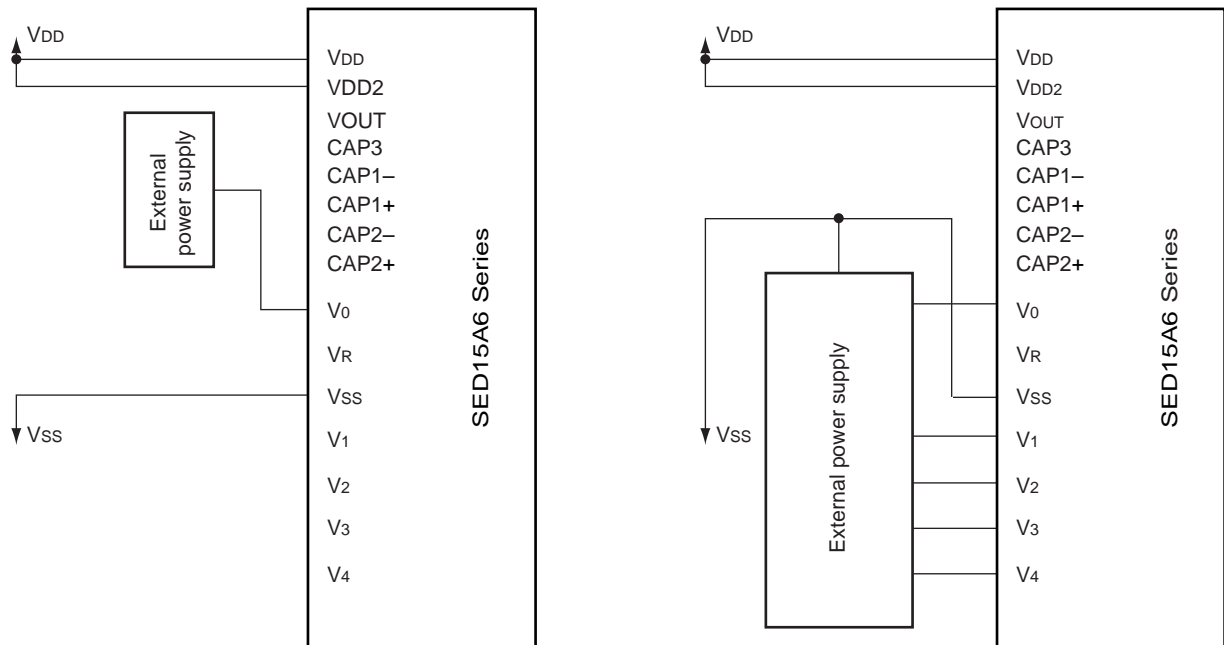 VDD
VDD
VDD2
VOUT
CAP3
CAP1–
CAP1+
CAP2–
CAP2+
V0
VR
VSS
V1
V2
V3
V4
External
power supply
VSS
SED15A6 Series
VDD
VDD
VDD2
VOUT
CAP3
CAP1–
CAP1+
CAP2–
CAP2+
V0
VR
VSS
V1
V2
V3
V4
VSS
External power supply
SED15A6 Series